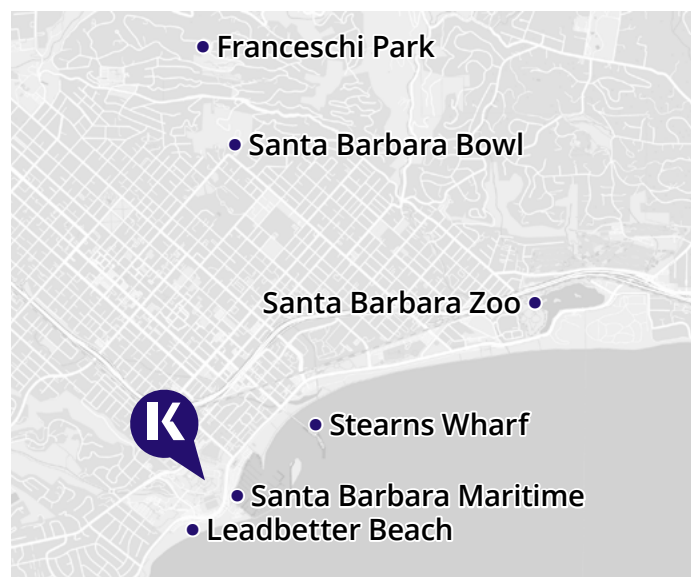 Franceschi Park
Santa Barbara Bowl
Santa Barbara Zoo
K
Stearns Wharf
Santa Barbara Maritime
Leadbetter Beach